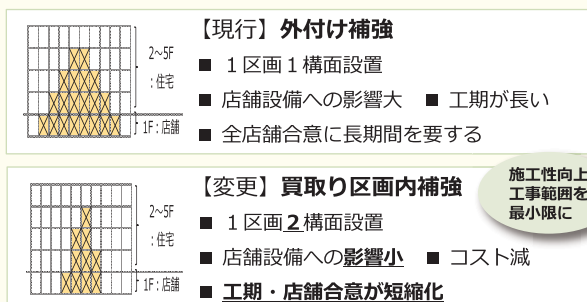 【現行】外付け補強
2~5F
:住宅
1F:店舗
■ 1区画1構面設置
■ 店舗設備への影響大 ■ 工期が長い
■ 全店舗合意に長期間を要する
【変更】買取り区画内補強
施工性向上
工事範囲を
最小限に
2~5F
:住宅
1F:店舗
■ 1区画2構面設置
■ 店舗設備への影響小 ■ コスト減
■ 工期・店舗合意が短縮化